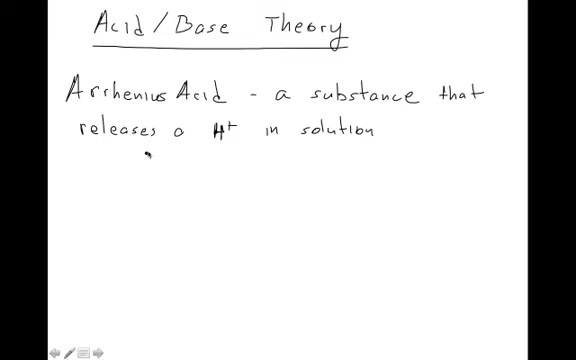 Acid/Base Theory
Arrhenius Acid - a substance that
releases a H+ in solution